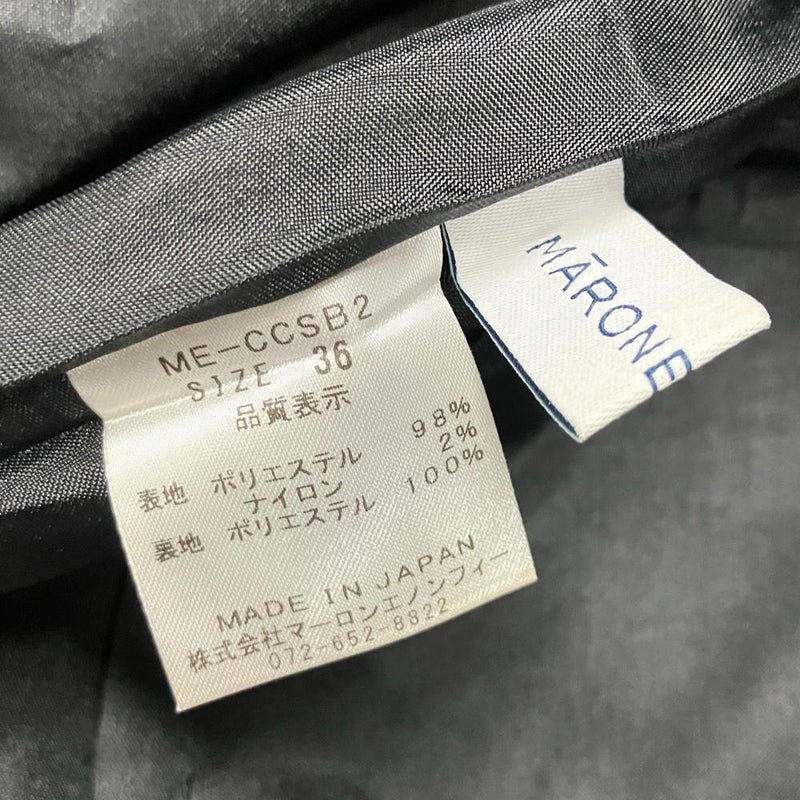 ME-CCSB2
SIZE 36
品質表示
表地 ポリエステル 98%
ナイロン 2%
裏地 ポリエステル 100%
MADE IN JAPAN
株式会社マーロンエノンフィー
072-652-8822
MĀRONE